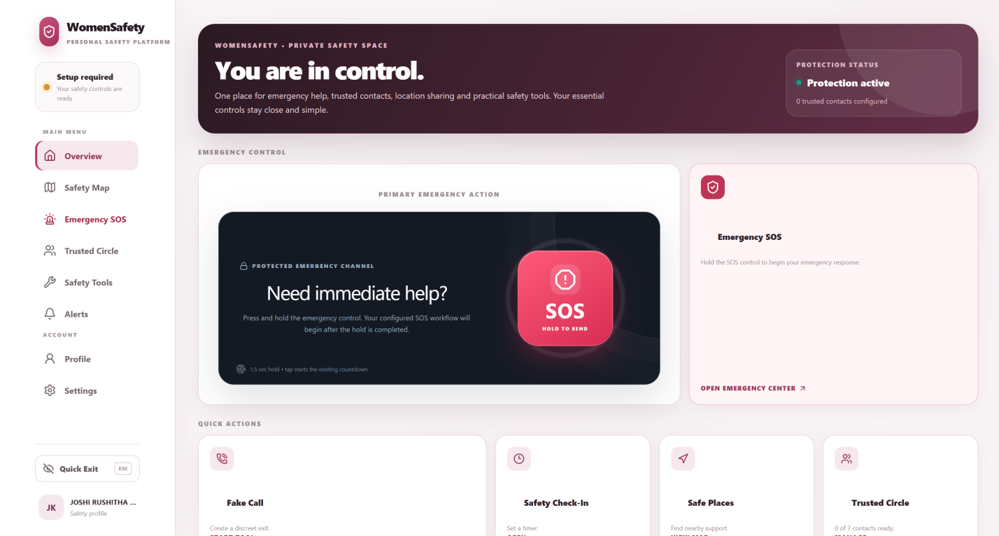 WomenSafety
PERSONAL SAFETY PLATFORM
Setup required
Your safety controls are
ready
MAIN MENU
Overview
Safety Map
Emergency SOS
Trusted Circle
Safety Tools
Alerts
ACCOUNT
Profile
Settings
Quick Exit
ESC
JK
JOSHI RUSHITHA ...
Safety profile
WOMENSAFETY • PRIVATE SAFETY SPACE
You are in control.
One place for emergency help, trusted contacts, location sharing and practical safety tools. Your essential
controls stay close and simple.
PROTECTION STATUS
Protection active
0 trusted contacts configured
EMERGENCY CONTROL
PRIMARY EMERGENCY ACTION
PROTECTED EMERGENCY CHANNEL
Need immediate help?
Press and hold the emergency control. Your configured SOS workflow will
begin after the hold is completed.
1.5 sec hold • tap starts the existing countdown
SOS
HOLD TO SEND
Emergency SOS
Hold the SOS control to begin your emergency response.
OPEN EMERGENCY CENTER
QUICK ACTIONS
Fake Call
Create a discreet exit.
Safety Check-In
Set a timer
Safe Places
Find nearby support.
Trusted Circle
0 of 7 contacts ready.